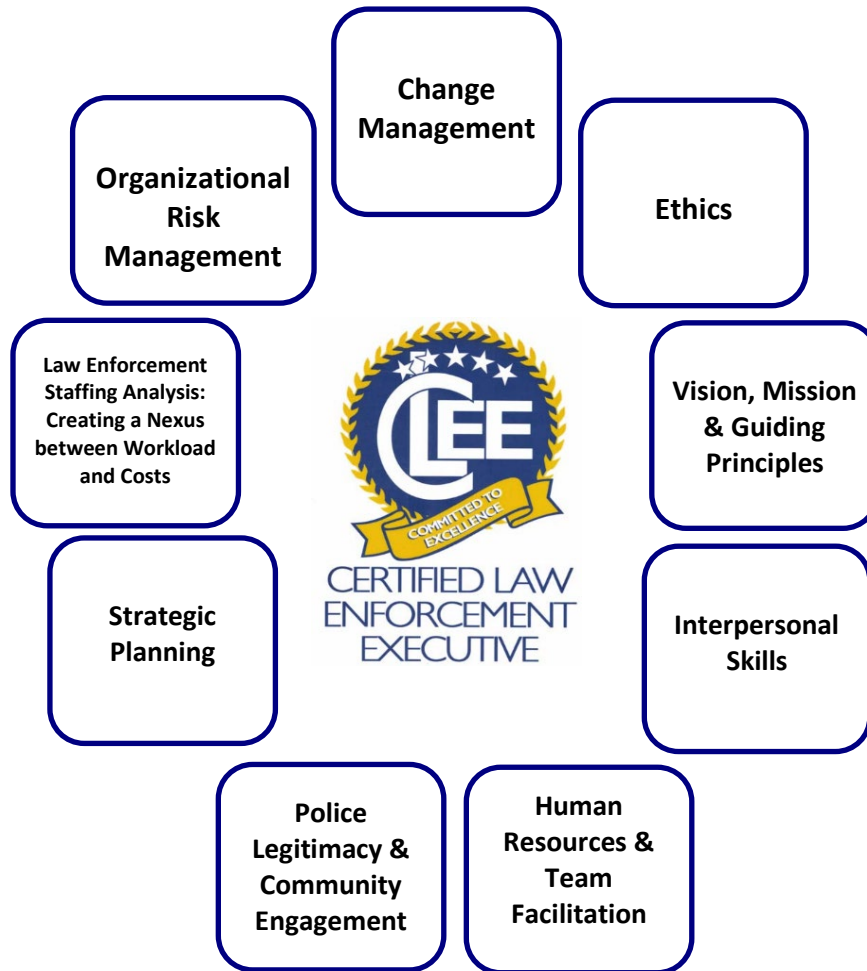 Change
Management
Organizational
Risk
Management
Ethics
Law Enforcement
Staffing Analysis:
Creating a Nexus
between Workload
and Costs
Vision, Mission
& Guiding
Principles
CLEE
COMMITTED TO
EXCELLENCE
CERTIFIED LAW
ENFORCEMENT
EXECUTIVE
Strategic
Planning
Interpersonal
Skills
Police
Legitimacy &
Community
Engagement
Human
Resources &
Team
Facilitation